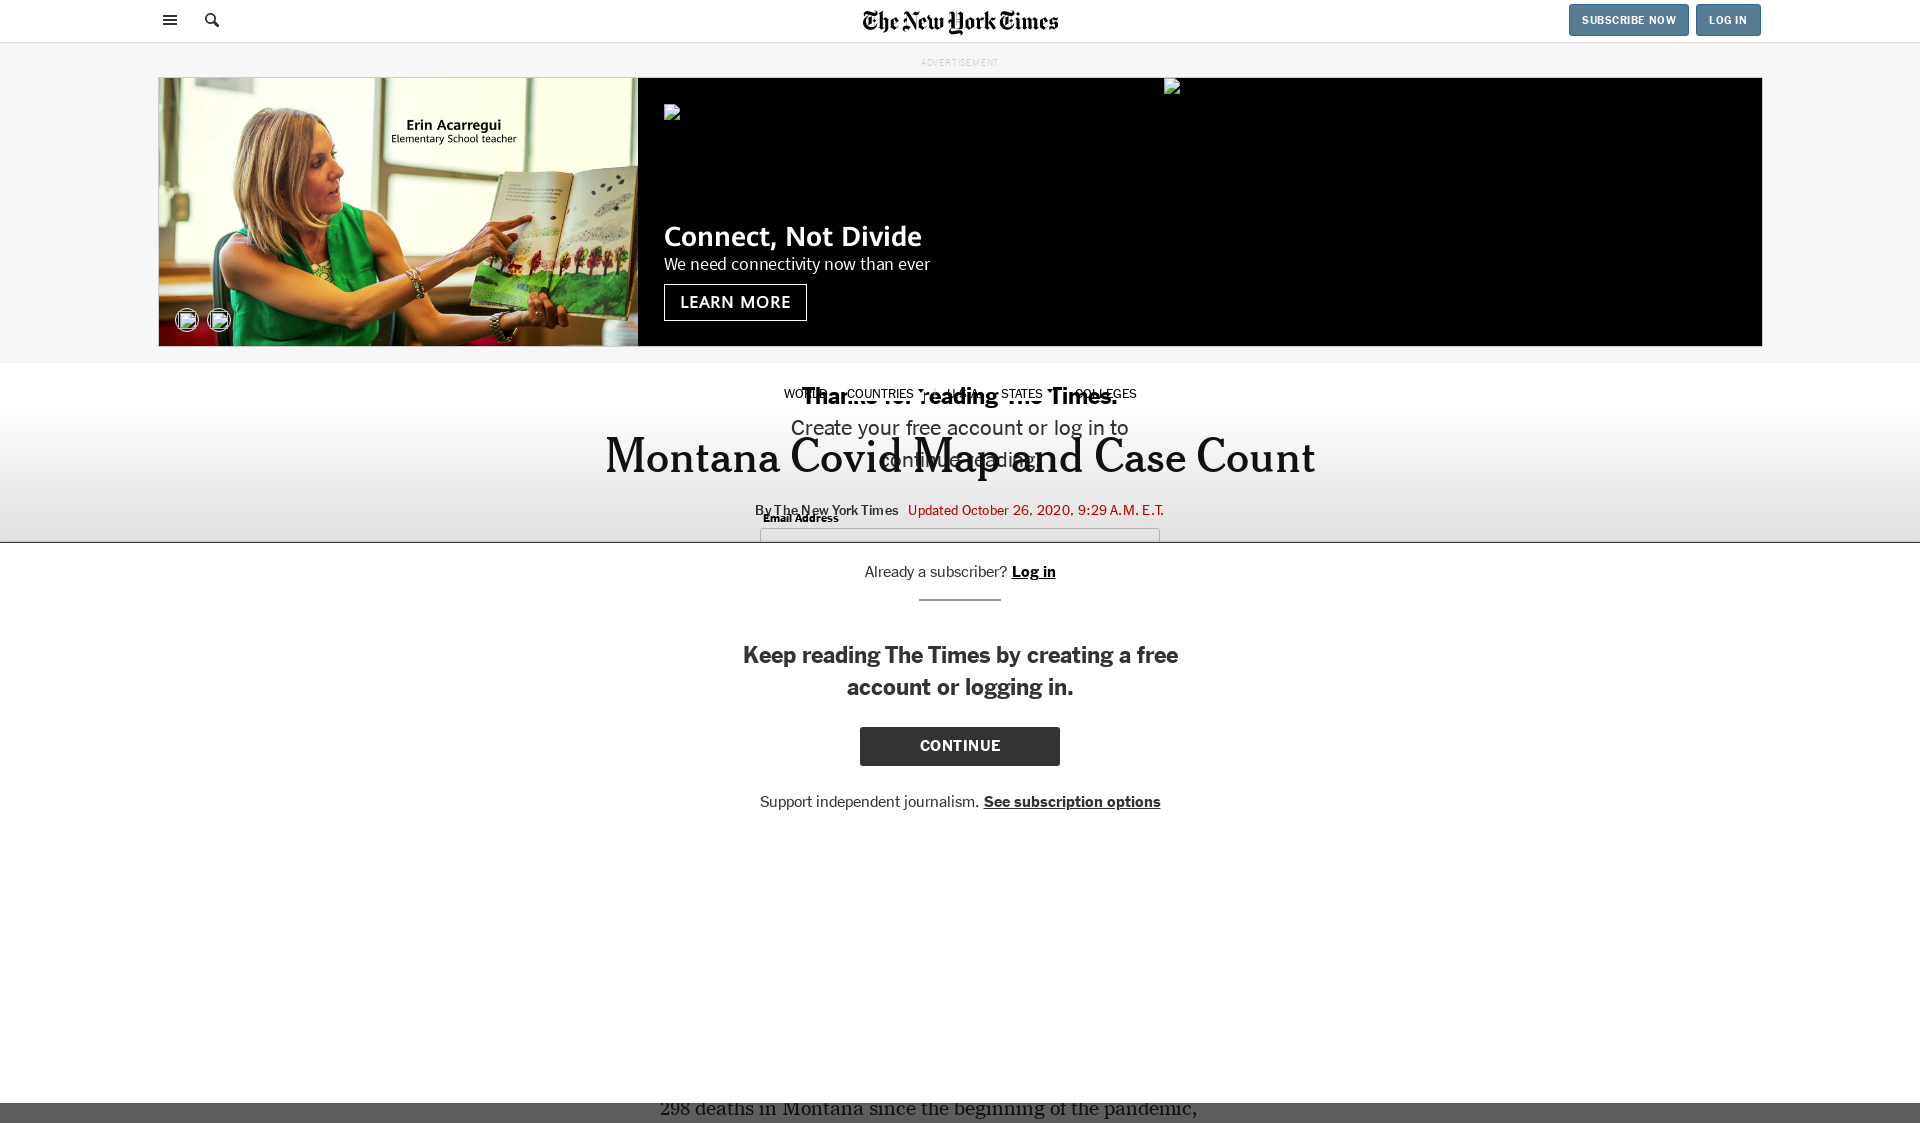 The New York Times
SUBSCRIBE NOW
LOG IN
ADVERTISEMENT
Erin Acarregui
Elementary School teacher
Connect, Not Divide
We need connectivity now than ever
LEARN MORE
WORLD COUNTRIES U.S.A. STATES COLLEGES
Thanks for reading The Times.
Create your free account or log in to
continue reading.
Montana Covid Map and Case Count
By The New York Times Updated October 26, 2020, 9:29 A.M. E.T.
Email Address
Already a subscriber? Log in
Keep reading The Times by creating a free
account or logging in.
CONTINUE
Support independent journalism. See subscription options
298 deaths in Montana since the beginning of the pandemic,